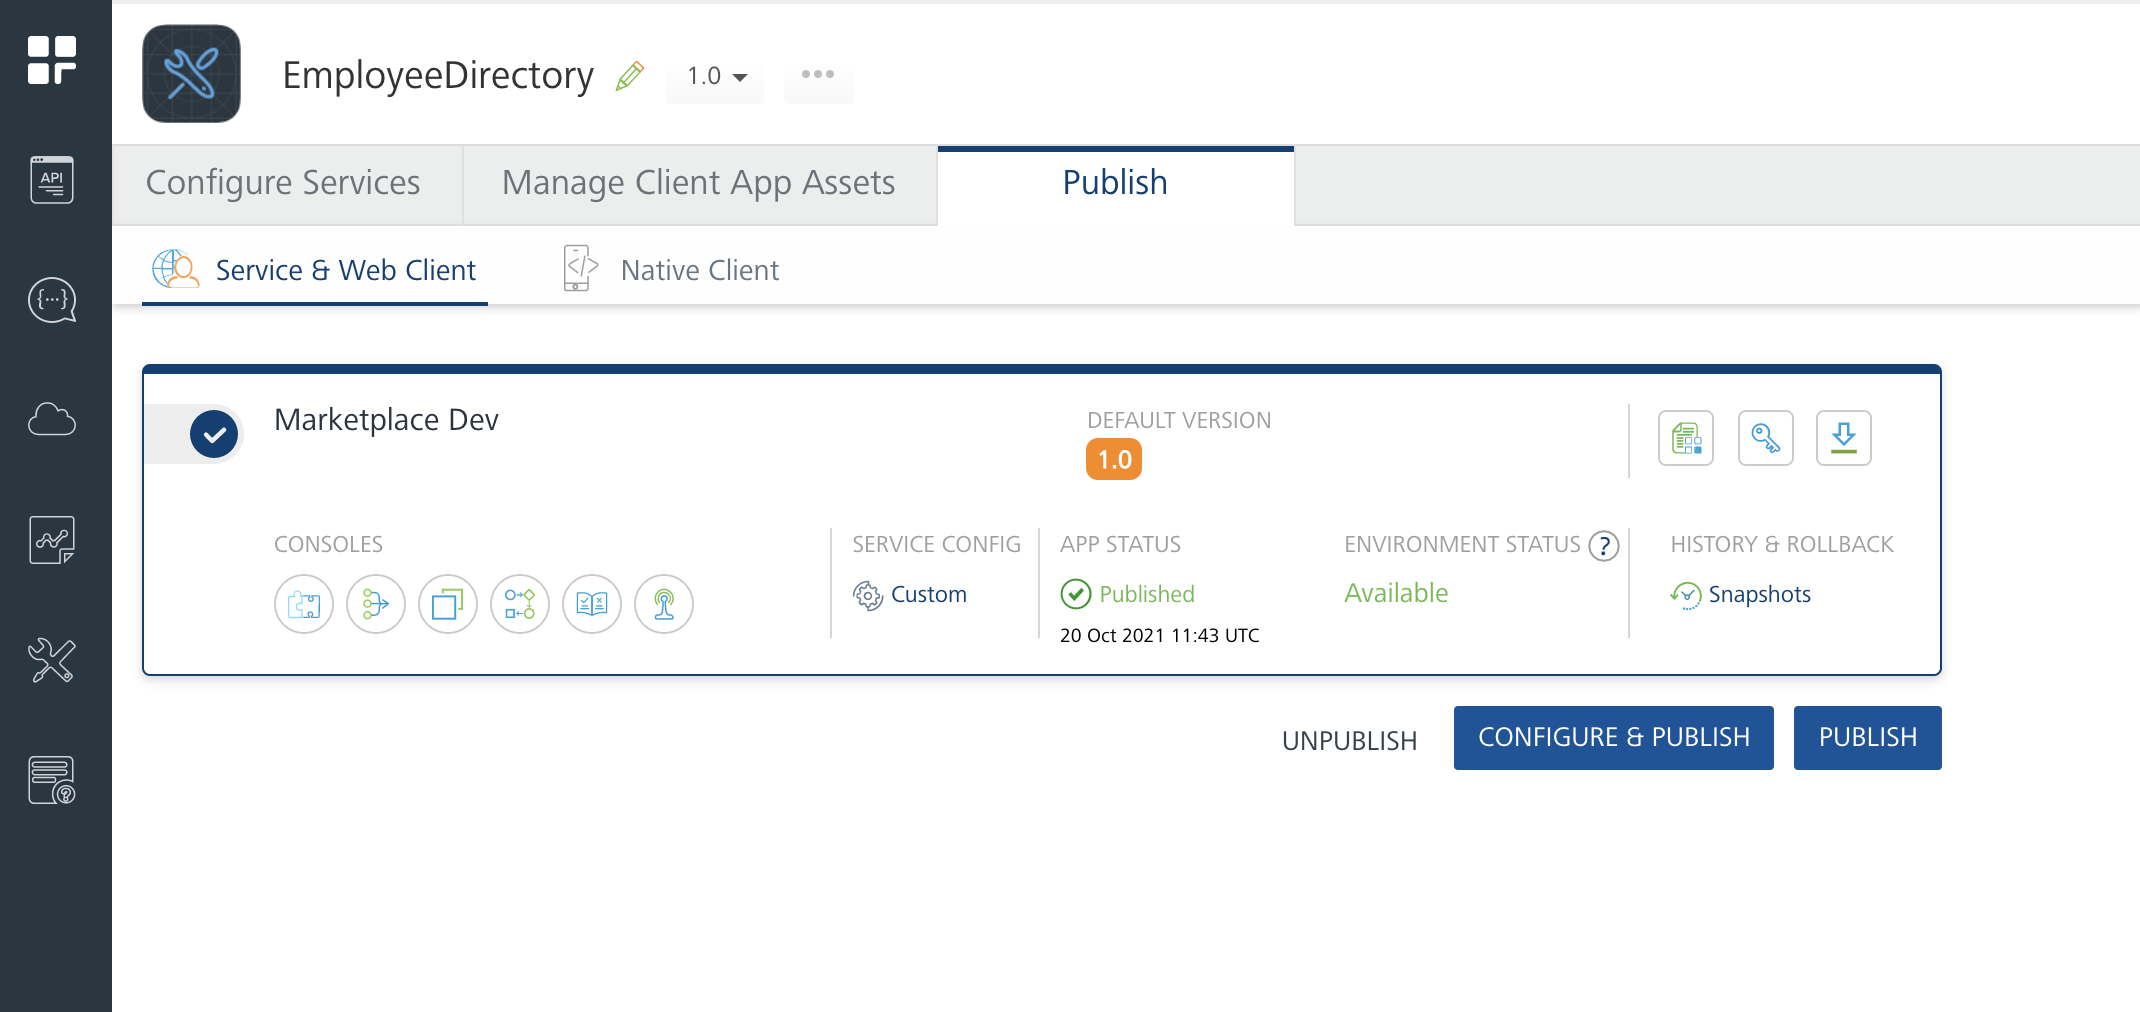 EmployeeDirectory 1.0
API
Configure Services Manage Client App Assets Publish
Service & Web Client Native Client
Marketplace Dev DEFAULT VERSION
1.0
CONSOLES SERVICE CONFIG APP STATUS ENVIRONMENT STATUS ? HISTORY & ROLLBACK
Custom Published Available Snapshots
20 Oct 2021 11:43 UTC
UNPUBLISH CONFIGURE & PUBLISH PUBLISH